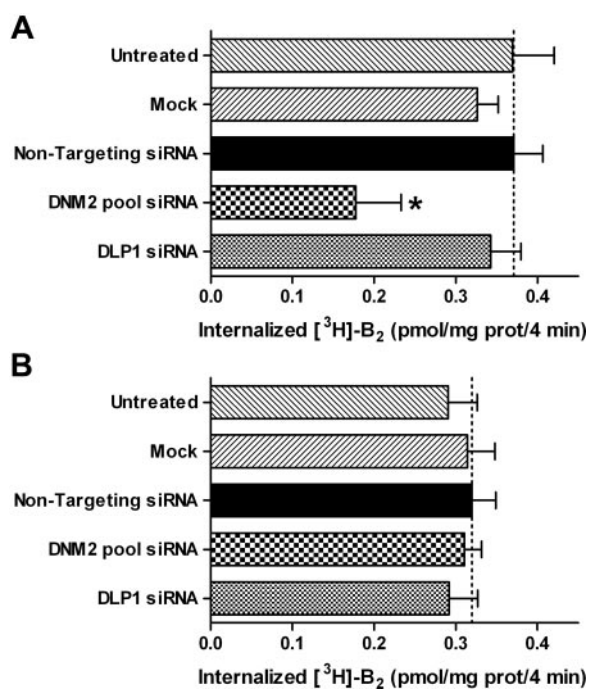 A
Untreated
Mock
Non-Targeting siRNA
DNM2 pool siRNA
*
DLP1 siRNA
0.0 0.1 0.2 0.3 0.4
Internalized [³H]-B₂ (pmol/mg prot/4 min)
B
Untreated
Mock
Non-Targeting siRNA
DNM2 pool siRNA
DLP1 siRNA
0.0 0.1 0.2 0.3 0.4
Internalized [³H]-B₂ (pmol/mg prot/4 min)